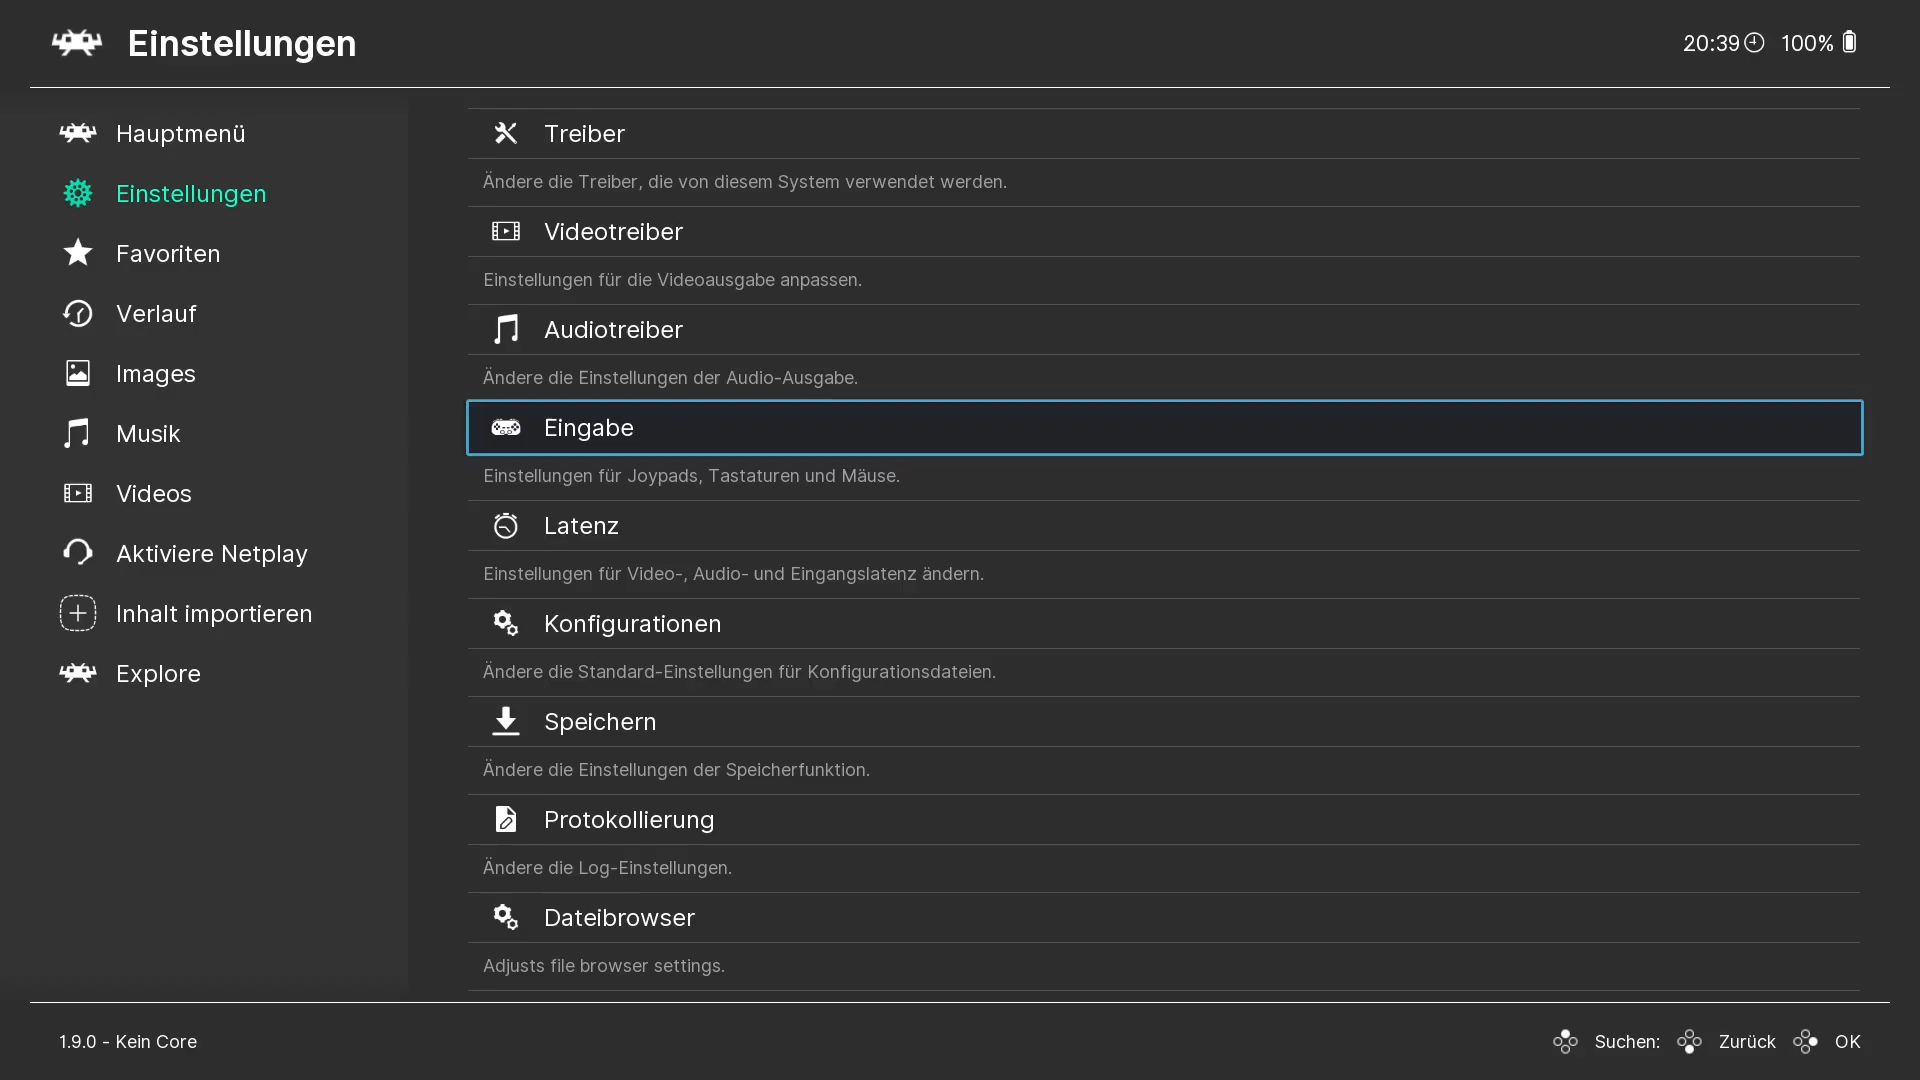 Einstellungen
20:39 100%
Hauptmenü
Einstellungen
Favoriten
Verlauf
Images
Musik
Videos
Aktiviere Netplay
Inhalt importieren
Explore
Treiber
Ändere die Treiber, die von diesem System verwendet werden.
Videotreiber
Einstellungen für die Videoausgabe anpassen.
Audiotreiber
Ändere die Einstellungen der Audio-Ausgabe.
Eingabe
Einstellungen für Joypads, Tastaturen und Mäuse.
Latenz
Einstellungen für Video-, Audio- und Eingangslatenz ändern.
Konfigurationen
Ändere die Standard-Einstellungen für Konfigurationsdateien.
Speichern
Ändere die Einstellungen der Speicherfunktion.
Protokollierung
Ändere die Log-Einstellungen.
Dateibrowser
Adjusts file browser settings.
1.9.0 - Kein Core
Suchen: Zurück OK